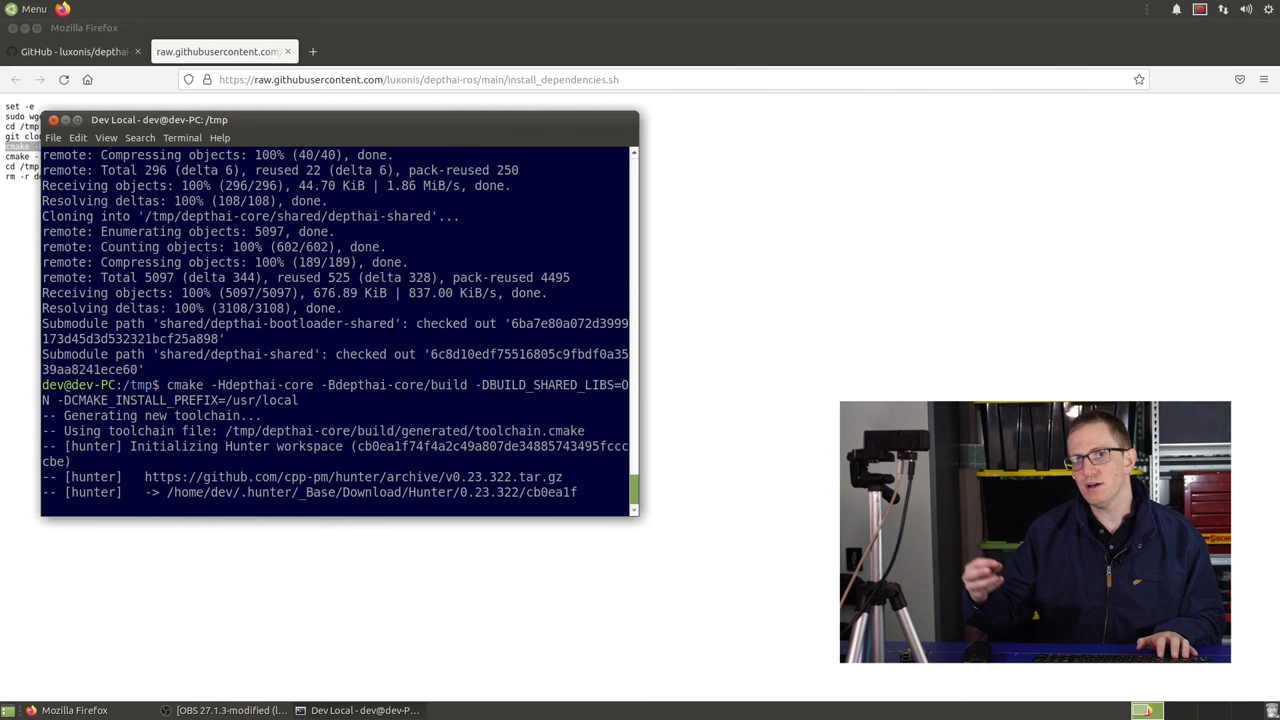 Menu
Mozilla Firefox
GitHub - luxonis/depthai-
raw.githubusercontent.com/
https://raw.githubusercontent.com/luxonis/depthai-ros/main/install_dependencies.sh
set -e
sudo wge
cd /tmp
git clon
cmake -
cmake -
cd /tmp
rm -r de
Dev Local - dev@dev-PC: /tmp
File Edit View Search Terminal Help
remote: Compressing objects: 100% (40/40), done.
remote: Total 296 (delta 6), reused 22 (delta 6), pack-reused 250
Receiving objects: 100% (296/296), 44.70 KiB | 1.86 MiB/s, done.
Resolving deltas: 100% (108/108), done.
Cloning into '/tmp/depthai-core/shared/depthai-shared'...
remote: Enumerating objects: 5097, done.
remote: Counting objects: 100% (602/602), done.
remote: Compressing objects: 100% (189/189), done.
remote: Total 5097 (delta 344), reused 525 (delta 328), pack-reused 4495
Receiving objects: 100% (5097/5097), 676.89 KiB | 837.00 KiB/s, done.
Resolving deltas: 100% (3108/3108), done.
Submodule path 'shared/depthai-bootloader-shared': checked out '6ba7e80a072d3999
173d45d3d532321bcf25a898'
Submodule path 'shared/depthai-shared': checked out '6c8d10edf75516805c9fbdf0a35
39aa8241ece60'
dev@dev-PC:/tmp$ cmake -Hdepthai-core -Bdepthai-core/build -DBUILD_SHARED_LIBS=O
N -DCMAKE_INSTALL_PREFIX=/usr/local
-- Generating new toolchain...
-- Using toolchain file: /tmp/depthai-core/build/generated/toolchain.cmake
-- [hunter] Initializing Hunter workspace (cb0ea1f74f4a2c49a807de34885743495fccc
cbe)
-- [hunter]   https://github.com/cpp-pm/hunter/archive/v0.23.322.tar.gz
-- [hunter]   -> /home/dev/.hunter/_Base/Download/Hunter/0.23.322/cb0ea1f
Mozilla Firefox
[OBS 27.1.3-modified (l...
Dev Local - dev@dev-P...